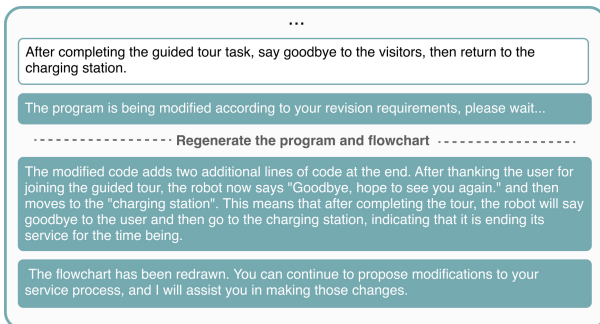 ...
After completing the guided tour task, say goodbye to the visitors, then return to the
charging station.
The program is being modified according to your revision requirements, please wait...
Regenerate the program and flowchart
The modified code adds two additional lines of code at the end. After thanking the user for
joining the guided tour, the robot now says "Goodbye, hope to see you again." and then
moves to the "charging station". This means that after completing the tour, the robot will say
goodbye to the user and then go to the charging station, indicating that it is ending its
service for the time being.
The flowchart has been redrawn. You can continue to propose modifications to your
service process, and I will assist you in making those changes.